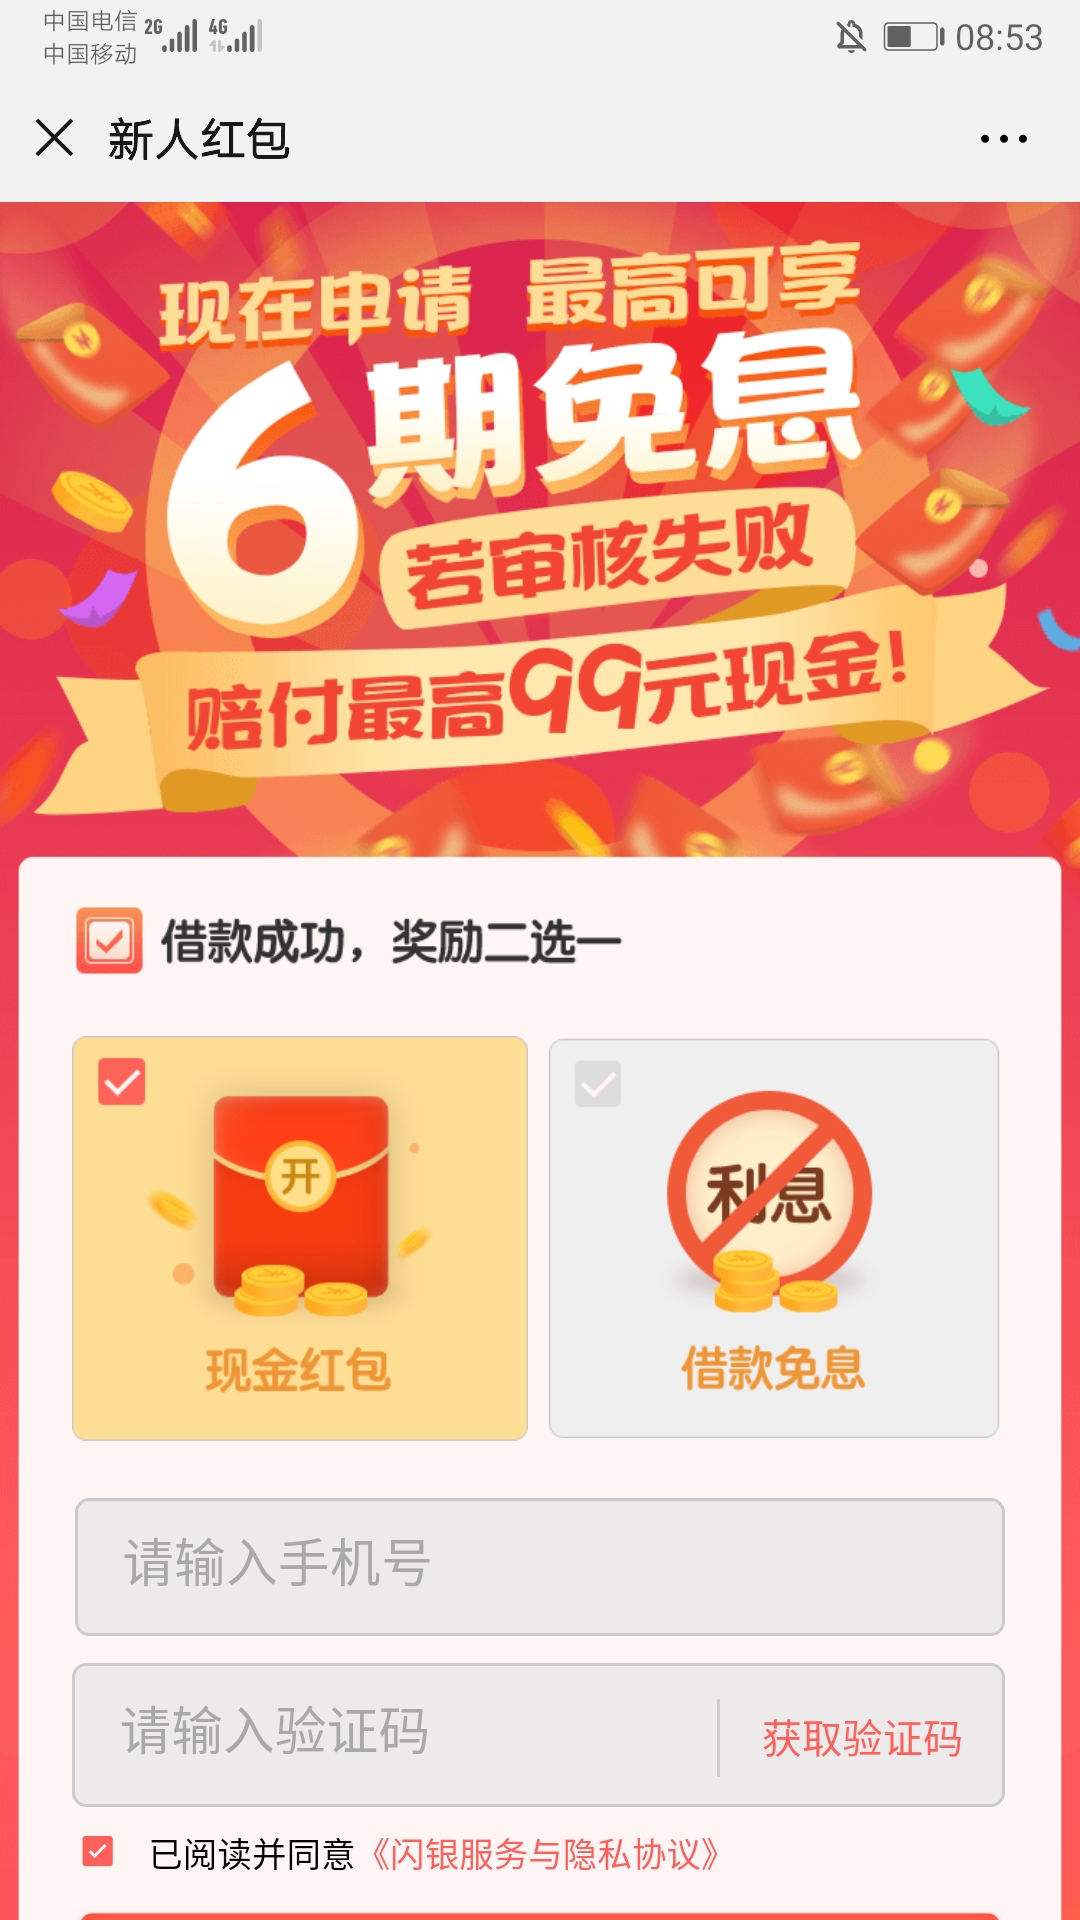 中国电信 2G 4G 08:53
中国移动
新人红包
现在申请 最高可享
6期免息
若审核失败
赔付最高99元现金!
借款成功，奖励二选一
开
利息
现金红包
借款免息
请输入手机号
请输入验证码
获取验证码
已阅读并同意《闪银服务与隐私协议》